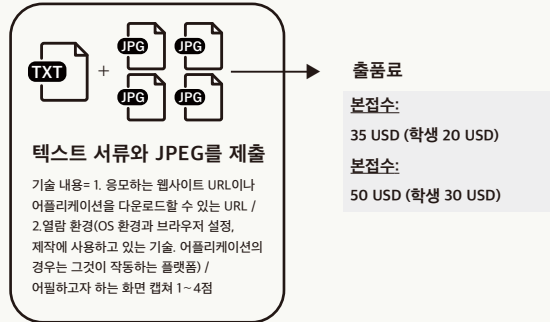 TXT
+
JPG
JPG
JPG
JPG
텍스트 서류와 JPEG를 제출
기술 내용= 1. 응모하는 웹사이트 URL이나
어플리케이션을 다운로드할 수 있는 URL /
2.열람 환경(OS 환경과 브라우저 설정,
제작에 사용하고 있는 기술. 어플리케이션의
경우는 그것이 작동하는 플랫폼) /
어필하고자 하는 화면 캡쳐 1~4점
출품료
본접수:
35 USD (학생 20 USD)
본접수:
50 USD (학생 30 USD)